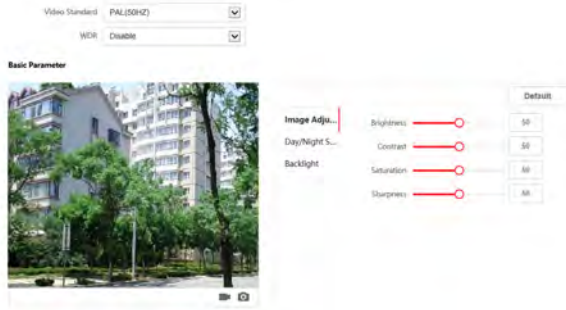 Video Standard PAL(50HZ)
WDR Disable
Basic Parameter
Default
Image Adju...
Brightness 50
Day/Night S...
Contrast 50
Backlight
Saturation 50
Sharpness 50